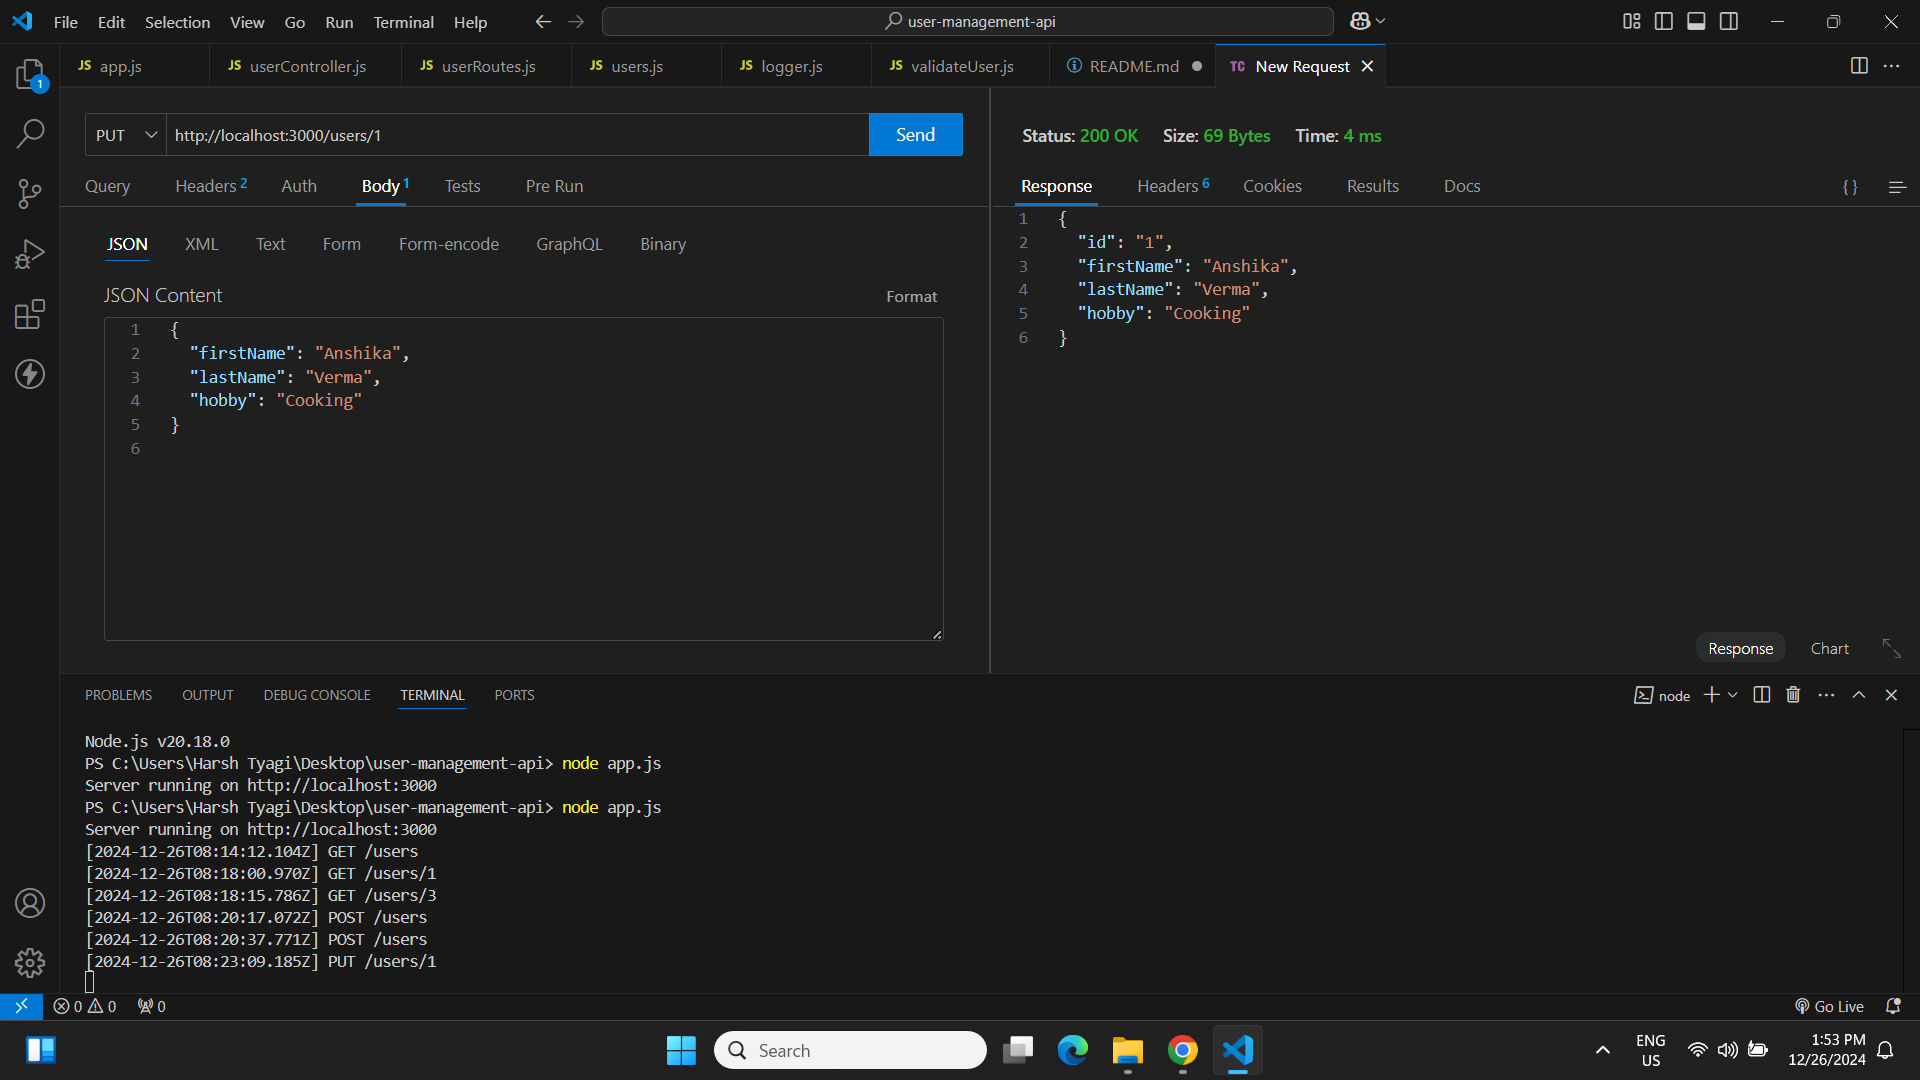 File Edit Selection View Go Run Terminal Help
user-management-api
1
JS app.js
JS userController.js
JS userRoutes.js
JS users.js
JS logger.js
JS validateUser.js
README.md
TC New Request
PUT
http://localhost:3000/users/1
Send
Query Headers 2 Auth Body 1 Tests Pre Run
JSON XML Text Form Form-encode GraphQL Binary
JSON Content
Format
1 {
2 "firstName": "Anshika",
3 "lastName": "Verma",
4 "hobby": "Cooking"
5 }
6
Status: 200 OK Size: 69 Bytes Time: 4 ms
Response Headers 6 Cookies Results Docs
{ }
1 {
2 "id": "1",
3 "firstName": "Anshika",
4 "lastName": "Verma",
5 "hobby": "Cooking"
6 }
Response Chart
PROBLEMS OUTPUT DEBUG CONSOLE TERMINAL PORTS
node
Node.js v20.18.0
PS C:\Users\Harsh Tyagi\Desktop\user-management-api> node app.js
Server running on http://localhost:3000
PS C:\Users\Harsh Tyagi\Desktop\user-management-api> node app.js
Server running on http://localhost:3000
[2024-12-26T08:14:12.104Z] GET /users
[2024-12-26T08:18:00.970Z] GET /users/1
[2024-12-26T08:18:15.786Z] GET /users/3
[2024-12-26T08:20:17.072Z] POST /users
[2024-12-26T08:20:37.771Z] POST /users
[2024-12-26T08:23:09.185Z] PUT /users/1
0 0 0
Go Live
Search
ENG
US
1:53 PM
12/26/2024